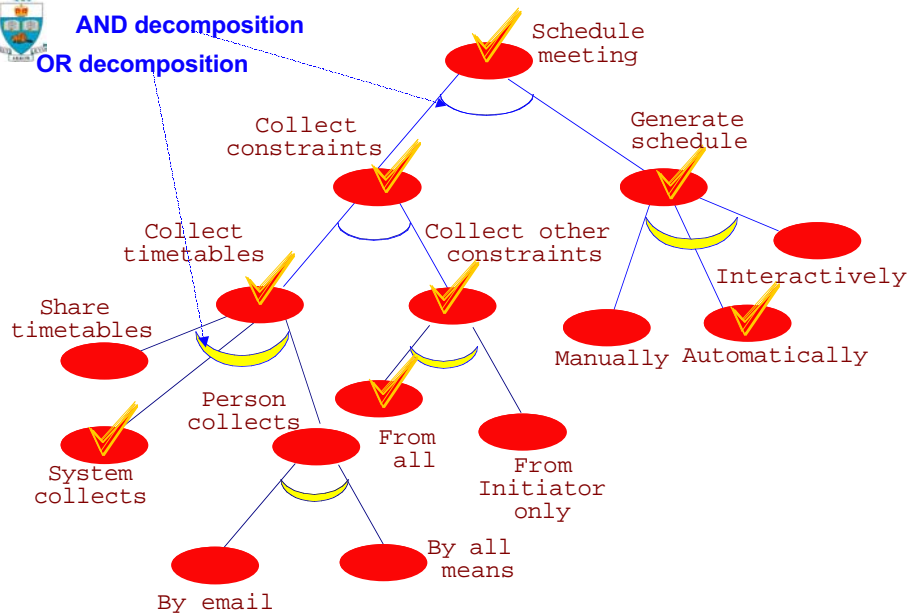 AND decomposition
OR decomposition
Schedule
meeting
Collect
constraints
Generate
schedule
Collect
timetables
Collect other
constraints
Interactively
Share
timetables
Manually
Automatically
Person
collects
From
all
System
collects
From
Initiator
only
By all
means
By email